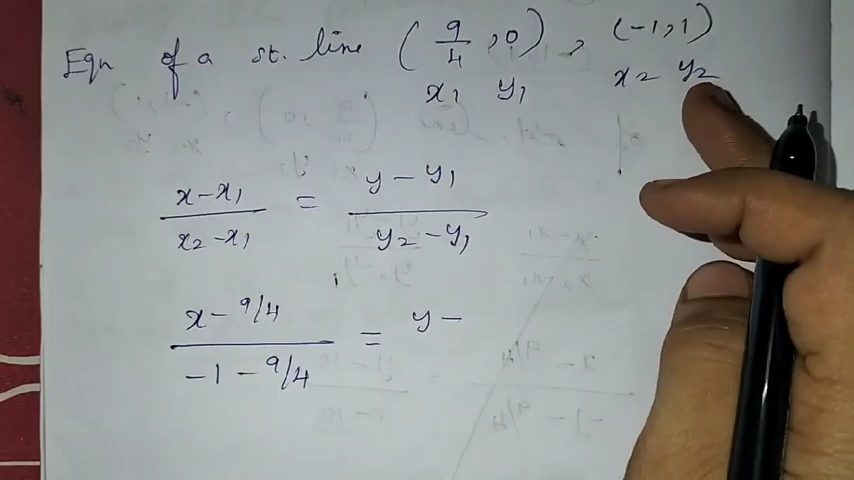 Eqn of a st. line (9/4, 0), (-1, 1)
x₁ y₁ x₂ y₂
x-x₁/x₂-x₁ = y-y₁/y₂-y₁
x-9/4/-1-9/4 = y-